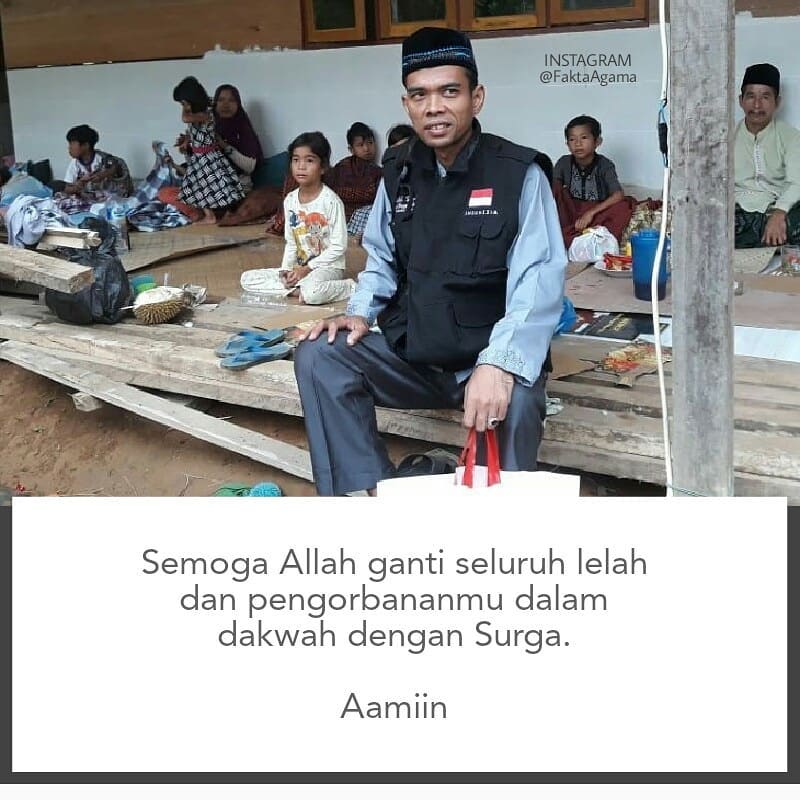 INSTAGRAM
@FaktaAgama
Semoga Allah ganti seluruh lelah
dan pengorbananmu dalam
dakwah dengan Surga.
Aamiin